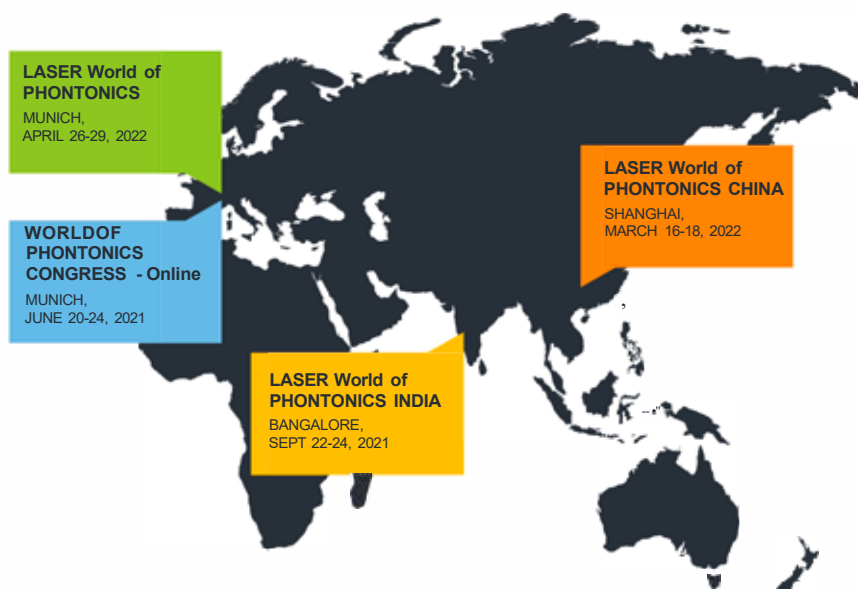 LASER World of
PHONTONICS
MUNICH,
APRIL 26-29, 2022
LASER World of
PHONTONICS CHINA
SHANGHAI,
MARCH 16-18, 2022
WORLDOF
PHONTONICS
CONGRESS - Online
MUNICH,
JUNE 20-24, 2021
LASER World of
PHONTONICS INDIA
BANGALORE,
SEPT 22-24, 2021